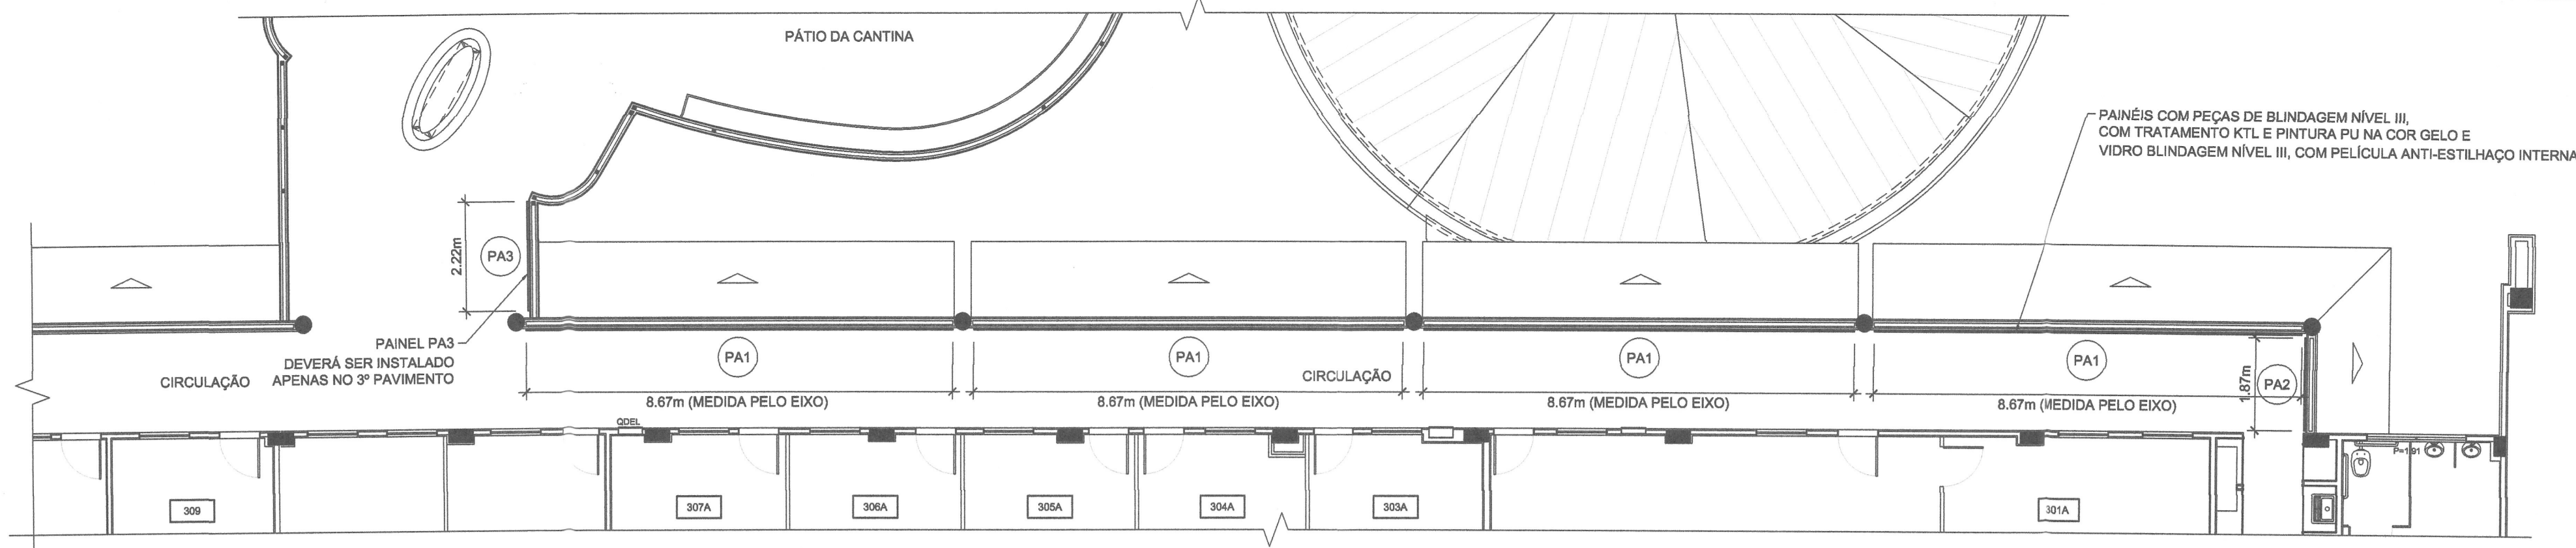 PÁTIO DA CANTINA
PAINÉIS COM PEÇAS DE BLINDAGEM NÍVEL III,
COM TRATAMENTO KTL E PINTURA PU NA COR GELO E
VIDRO BLINDAGEM NÍVEL III, COM PELÍCULA ANTI-ESTILHAÇO INTERNA
2.22m
PA3
PAINEL PA3
DEVERÁ SER INSTALADO
APENAS NO 3º PAVIMENTO
CIRCULAÇÃO
PA1
PA1
PA1
PA1
CIRCULAÇÃO
1.87m
PA2
8.67m (MEDIDA PELO EIXO)
8.67m (MEDIDA PELO EIXO)
8.67m (MEDIDA PELO EIXO)
8.67m (MEDIDA PELO EIXO)
QDEL
P=1.91
309
307A
306A
305A
304A
303A
301A